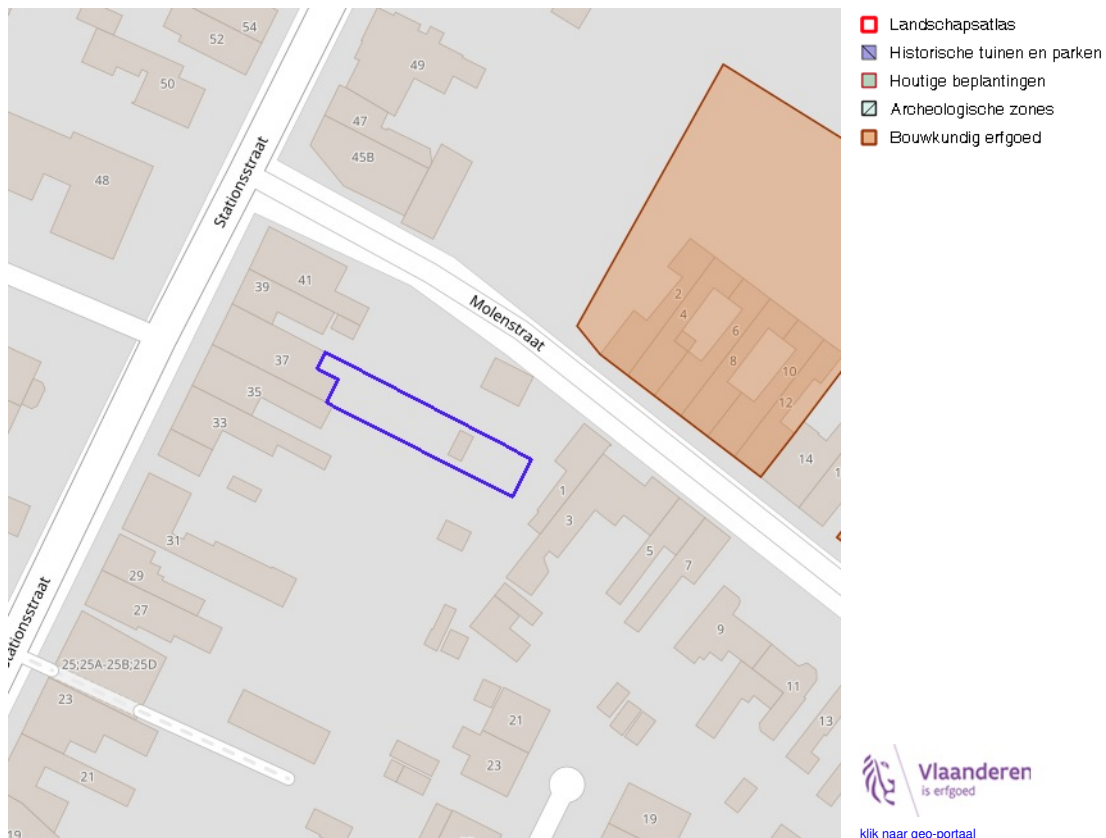 54
52
49
50
47
45B
48
Stationsstraat
41
39
Molenstraat
2
4
6
8
10
12
14
37
35
33
1
3
5
7
31
29
27
9
11
13
25;25A-25B;25D
23
21
21
23
19
19
Landschapsatlas
Historische tuinen en parken
Houtige beplantingen
Archeologische zones
Bouwkundig erfgoed
Vlaanderen
is erfgoed
klik naar geo-portaal